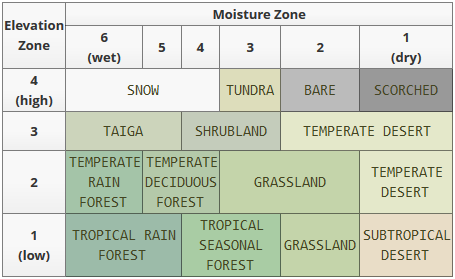 Elevation Zone Moisture Zone
6 (wet) 5 4 3 2 1 (dry)
4 (high) SNOW TUNDRA BARE SCORCHED
3 TAIGA SHRUBLAND TEMPERATE DESERT
2 TEMPERATE RAIN FOREST TEMPERATE DECIDUOUS FOREST GRASSLAND TEMPERATE DESERT
1 (low) TROPICAL RAIN FOREST TROPICAL SEASONAL FOREST GRASSLAND SUBTROPICAL DESERT